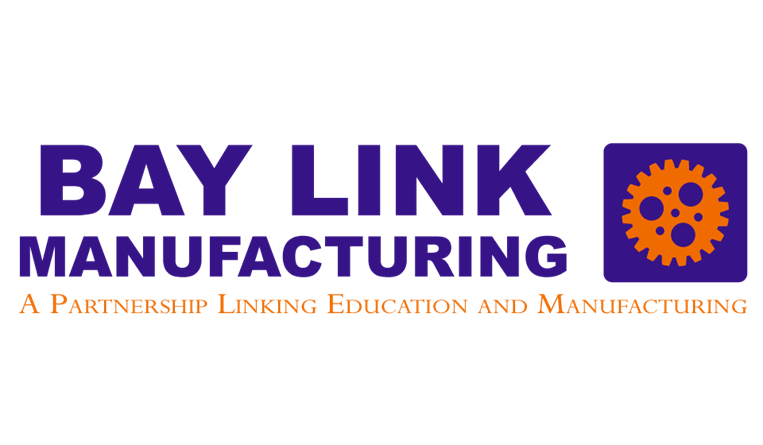 BAY LINK
MANUFACTURING
A Partnership Linking Education and Manufacturing